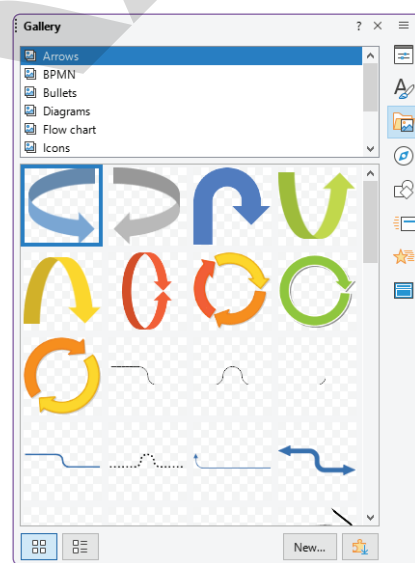 Gallery
Arrows
BPMN
Bullets
Diagrams
Flow chart
Icons
New...